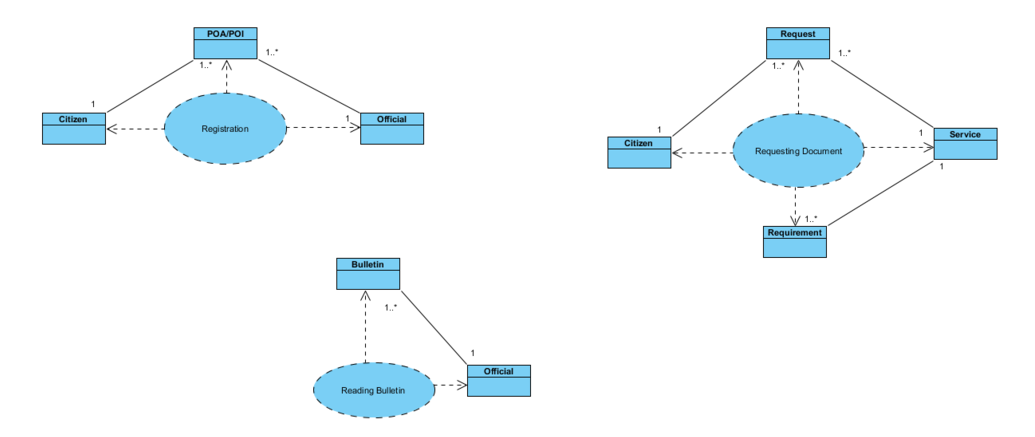 POA/POI
1..*
1..*
1
Citizen
Registration
1
Official
Request
1..*
1..*
1
Citizen
Requesting Document
1
Service
1
1..*
Requirement
Bulletin
1..*
1
Official
Reading Bulletin